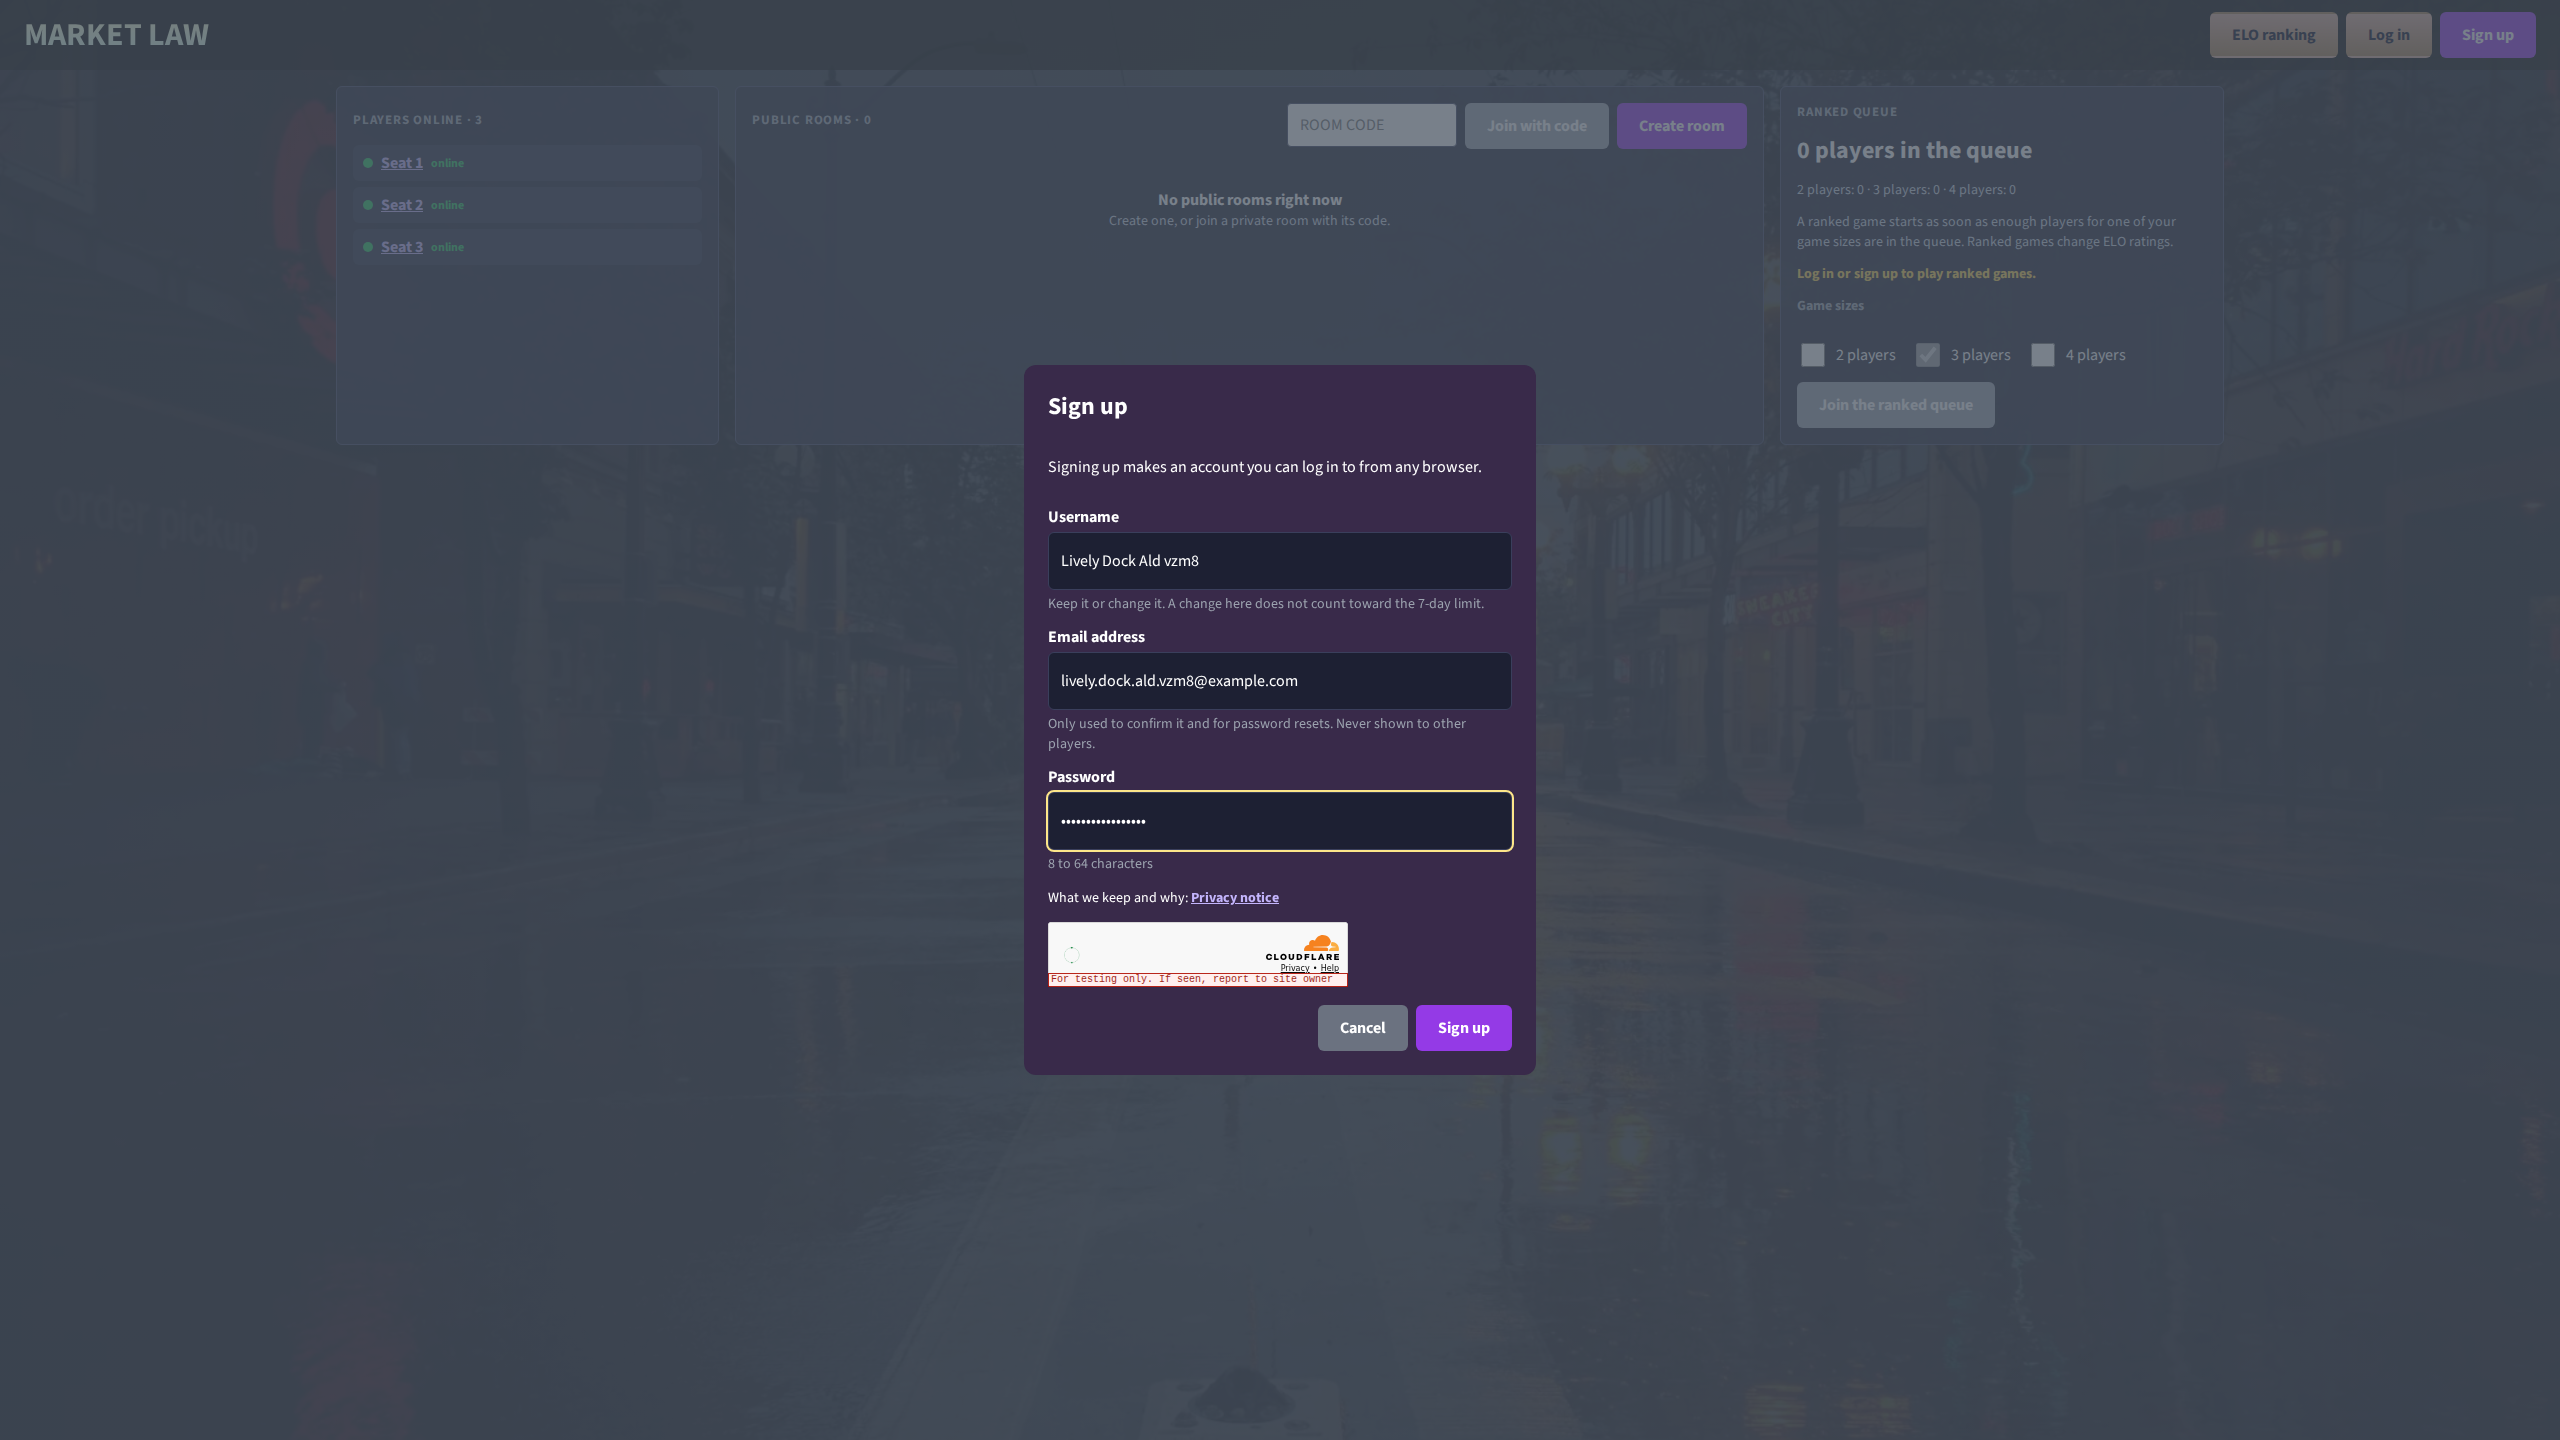 MARKET LAW
ELO ranking
Log in
Sign up
PLAYERS ONLINE · 3
Seat 1 online
Seat 2 online
Seat 3 online
PUBLIC ROOMS · 0
ROOM CODE
Join with code
Create room
No public rooms right now
Create one, or join a private room with its code.
RANKED QUEUE
0 players in the queue
2 players: 0 · 3 players: 0 · 4 players: 0
A ranked game starts as soon as enough players for one of your
game sizes are in the queue. Ranked games change ELO ratings.
Log in or sign up to play ranked games.
Game sizes
2 players
3 players
4 players
Join the ranked queue
order pickup
SNEAKER
CITY
Sign up
Signing up makes an account you can log in to from any browser.
Username
Lively Dock Ald vzm8
Keep it or change it. A change here does not count toward the 7-day limit.
Email address
lively.dock.ald.vzm8@example.com
Only used to confirm it and for password resets. Never shown to other
players.
Password
•••••••••••••••••
8 to 64 characters
What we keep and why: Privacy notice
CLOUDFLARE
Privacy • Help
For testing only. If seen, report to site owner
Cancel
Sign up